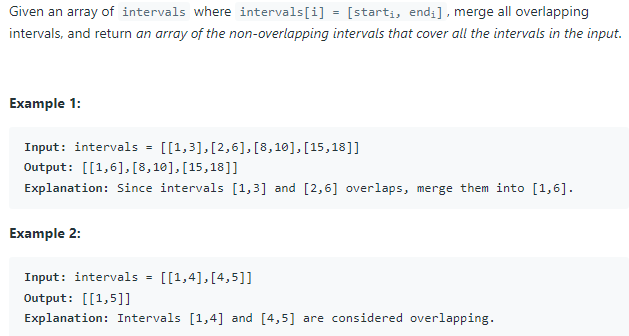 Given an array of intervals where intervals[i] = [startᵢ, endᵢ], merge all overlapping
intervals, and return an array of the non-overlapping intervals that cover all the intervals in the input.
Example 1:
Input: intervals = [[1,3],[2,6],[8,10],[15,18]]
Output: [[1,6],[8,10],[15,18]]
Explanation: Since intervals [1,3] and [2,6] overlaps, merge them into [1,6].
Example 2:
Input: intervals = [[1,4],[4,5]]
Output: [[1,5]]
Explanation: Intervals [1,4] and [4,5] are considered overlapping.